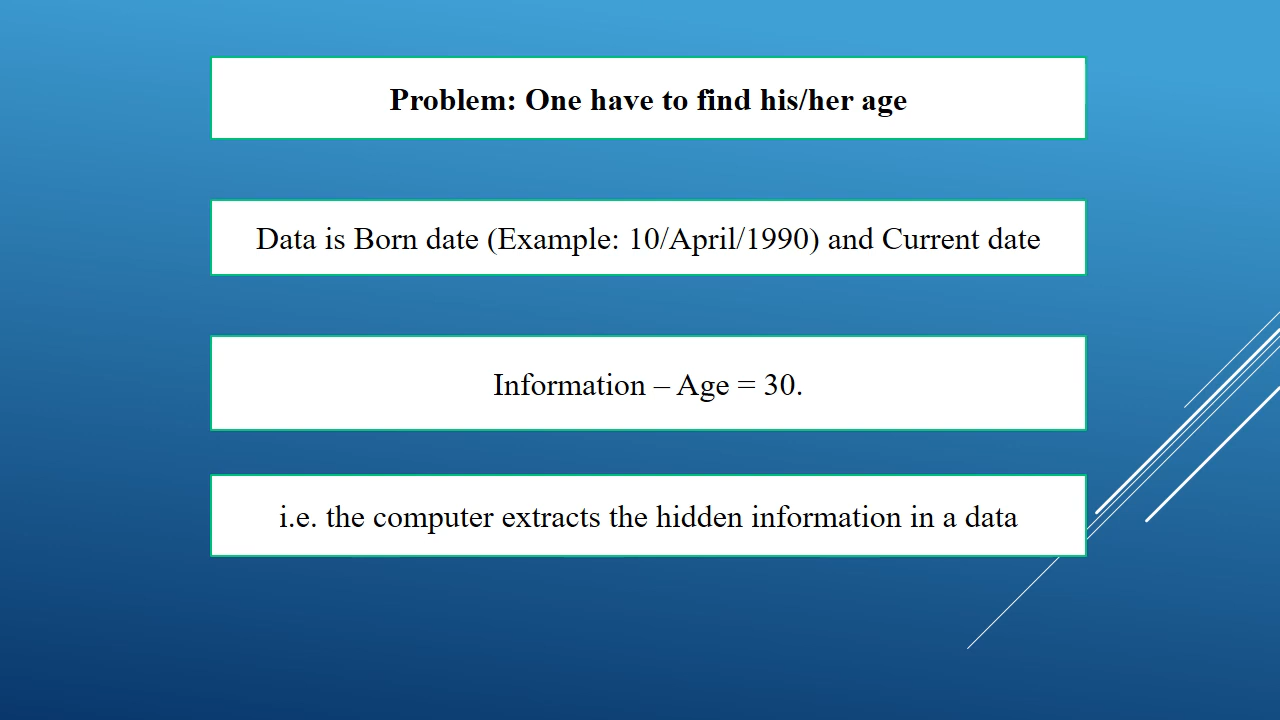 Problem: One have to find his/her age
Data is Born date (Example: 10/April/1990) and Current date
Information – Age = 30.
i.e. the computer extracts the hidden information in a data